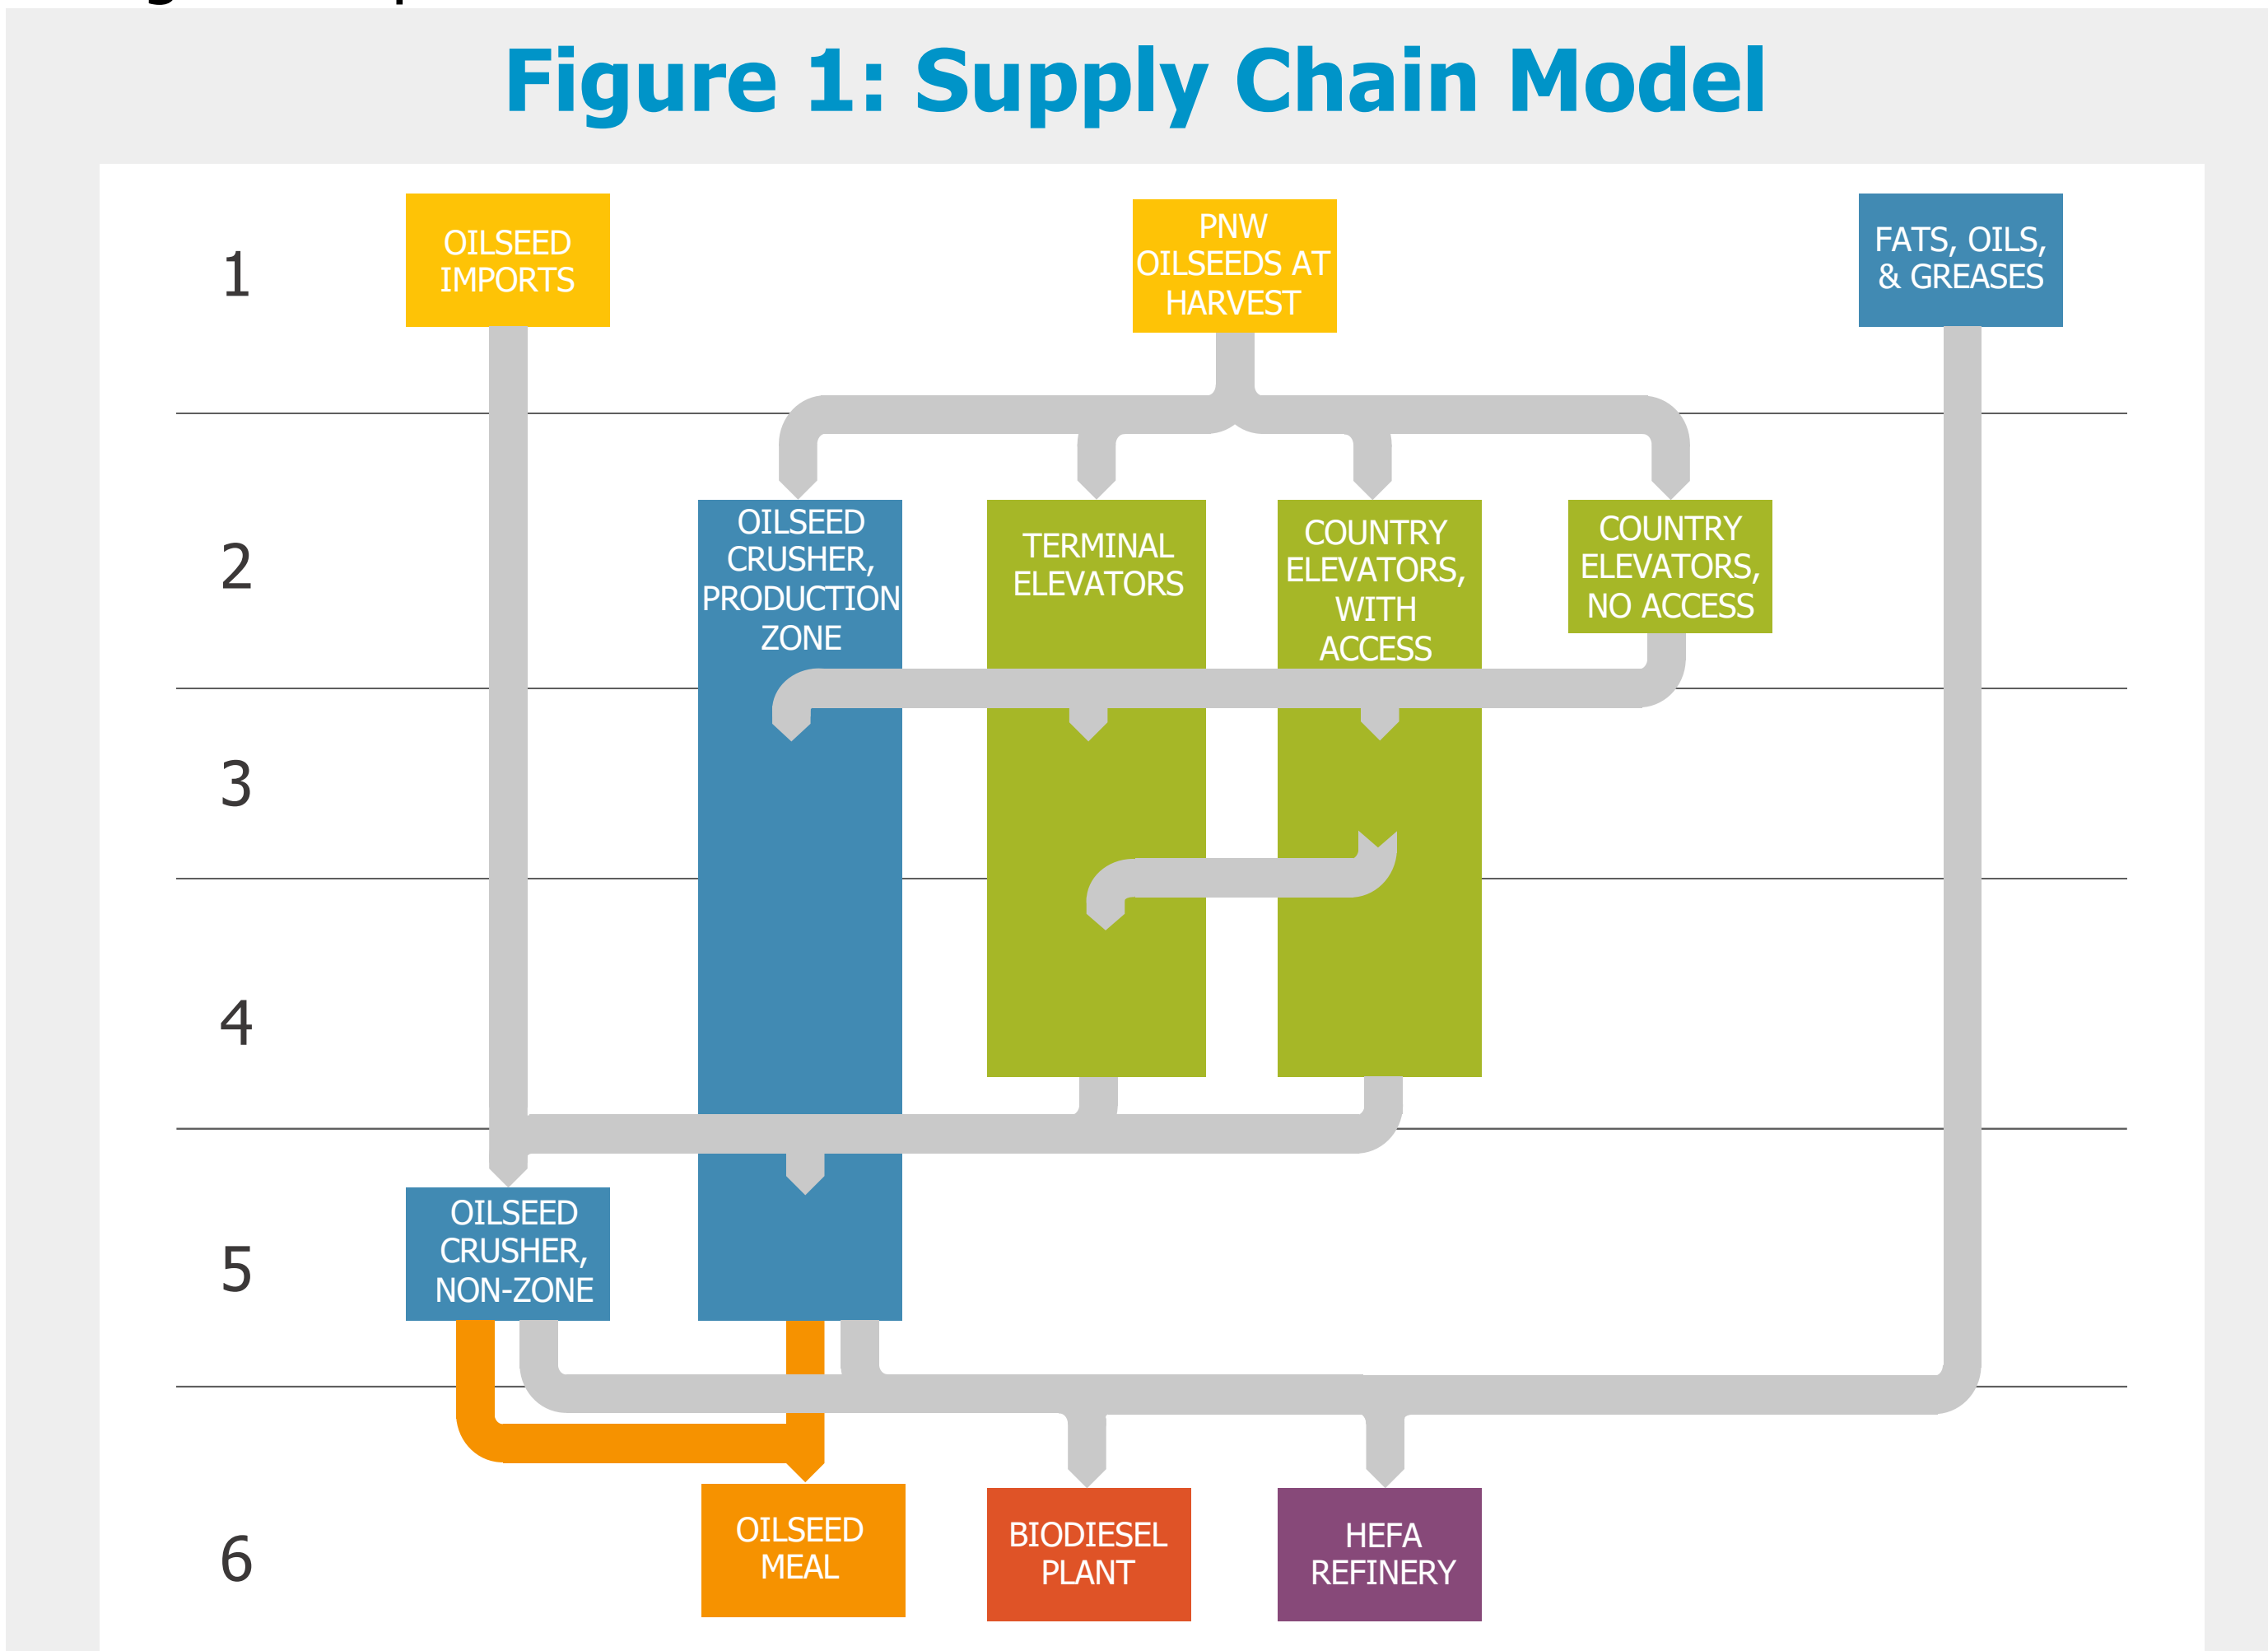 Figure 1: Supply Chain Model
1
OILSEED
IMPORTS
PNW
OILSEEDS AT
HARVEST
FATS, OILS,
& GREASES
2
OILSEED
CRUSHER,
PRODUCTION
ZONE
TERMINAL
ELEVATORS
COUNTRY
ELEVATORS,
WITH
ACCESS
COUNTRY
ELEVATORS,
NO ACCESS
3
4
5
OILSEED
CRUSHER,
NON-ZONE
6
OILSEED
MEAL
BIODIESEL
PLANT
HEFA
REFINERY